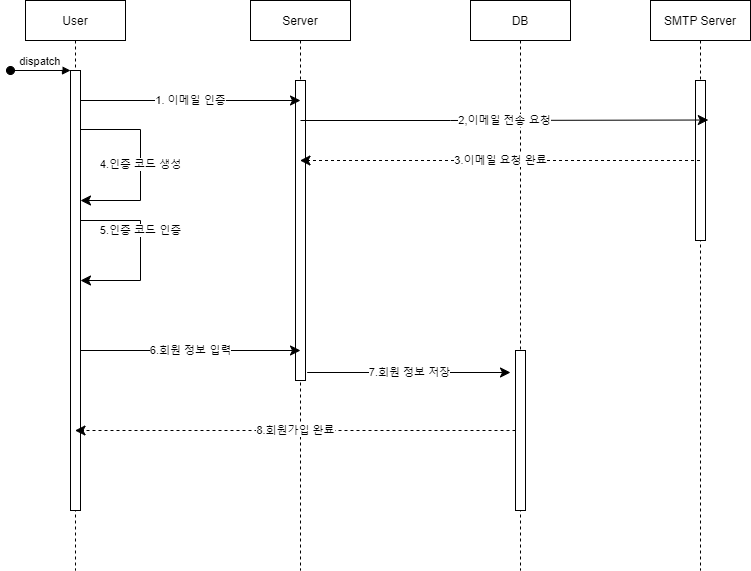 User
Server
DB
SMTP Server
dispatch
1. 이메일 인증
2,이메일 전송 요청
3.이메일 요청 완료
4.인증 코드 생성
5.인증 코드 인증
6.회원 정보 입력
7.회원 정보 저장
8.회원가입 완료